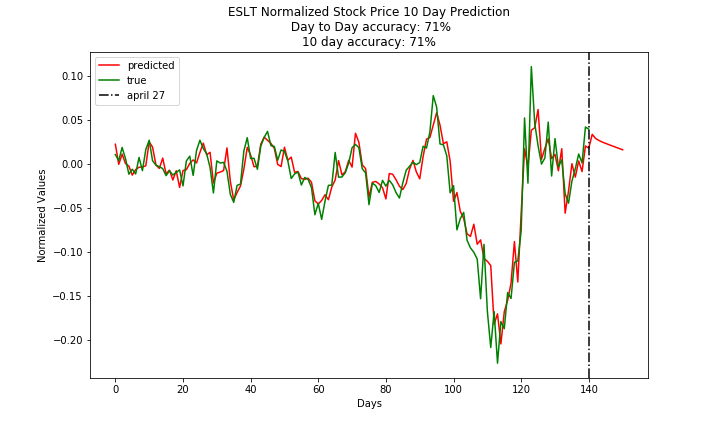 ESLT Normalized Stock Price 10 Day Prediction
Day to Day accuracy: 71%
10 day accuracy: 71%
predicted
true
april 27
Normalized Values
0.10
0.05
0.00
−0.05
−0.10
−0.15
−0.20
0 20 40 60 80 100 120 140
Days